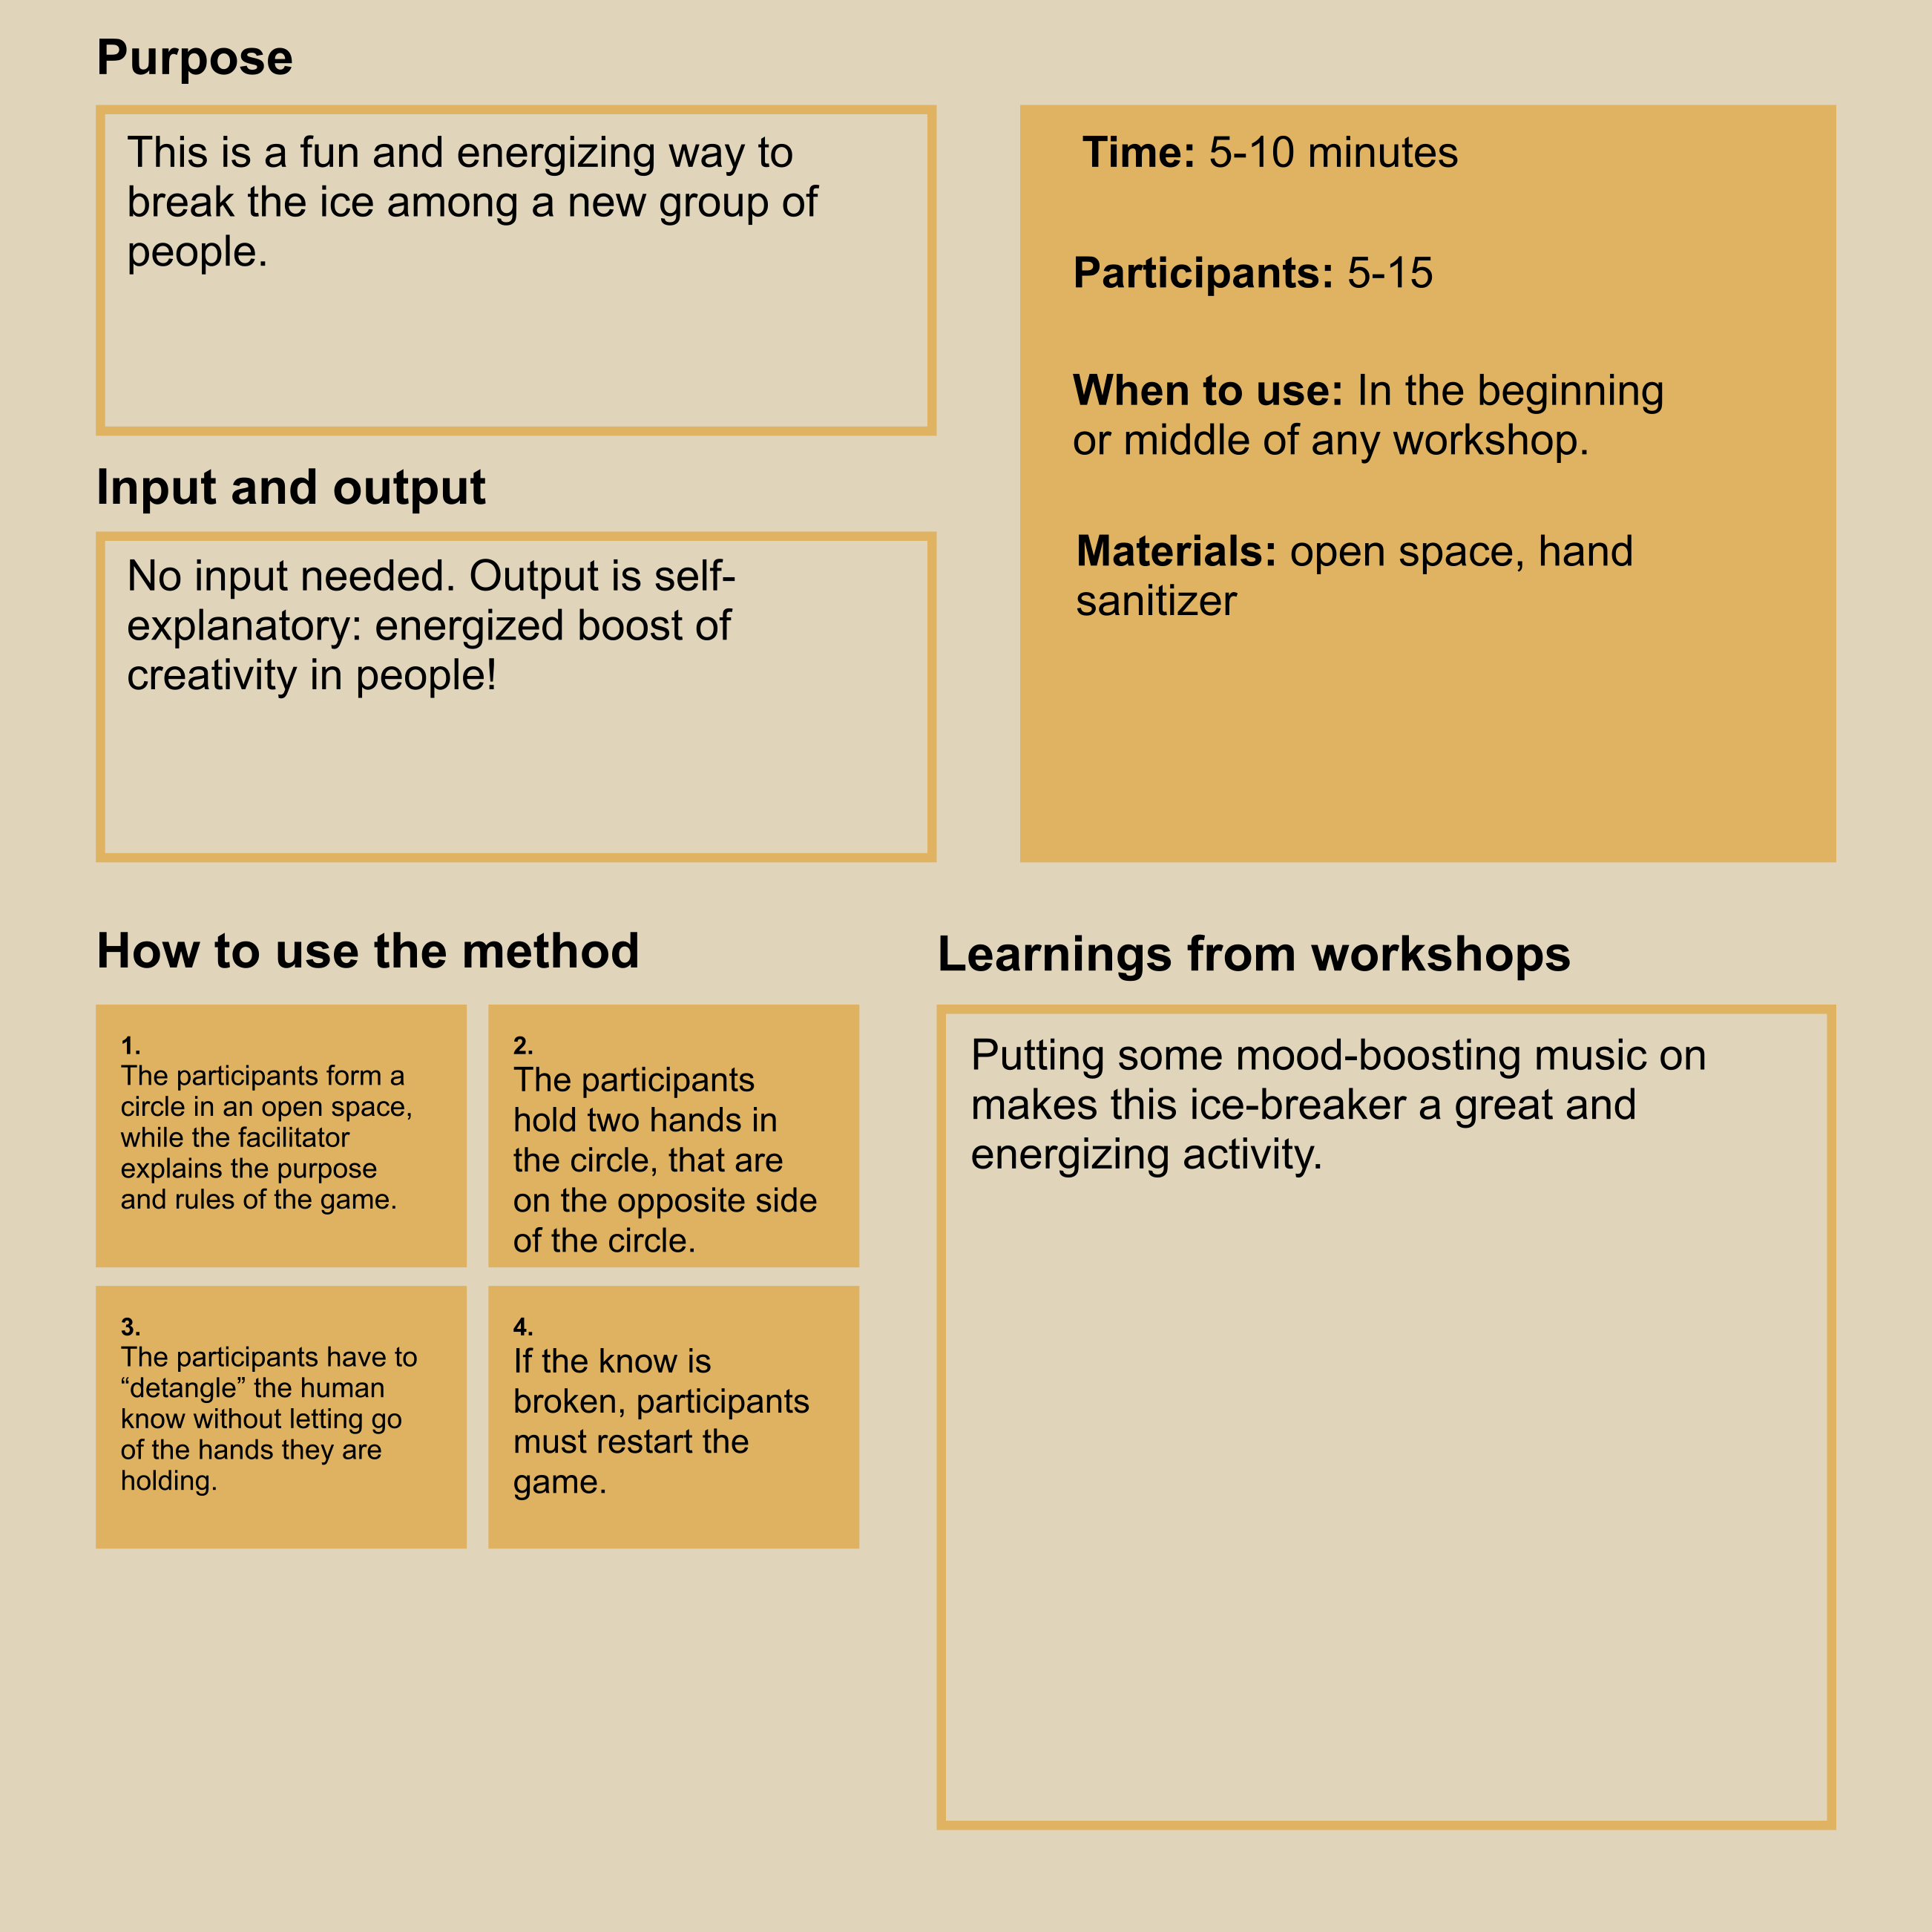 Purpose
This is a fun and energizing way to
break the ice among a new group of
people.
Time: 5-10 minutes
Participants: 5-15
When to use: In the beginning
or middle of any workshop.
Materials: open space, hand
sanitizer
Input and output
No input needed. Output is self-
explanatory: energized boost of
creativity in people!
How to use the method
1.
The participants form a
circle in an open space,
while the facilitator
explains the purpose
and rules of the game.
2.
The participants
hold two hands in
the circle, that are
on the opposite side
of the circle.
3.
The participants have to
“detangle” the human
know without letting go
of the hands they are
holding.
4.
If the know is
broken, participants
must restart the
game.
Learnings from workshops
Putting some mood-boosting music on
makes this ice-breaker a great and
energizing activity.